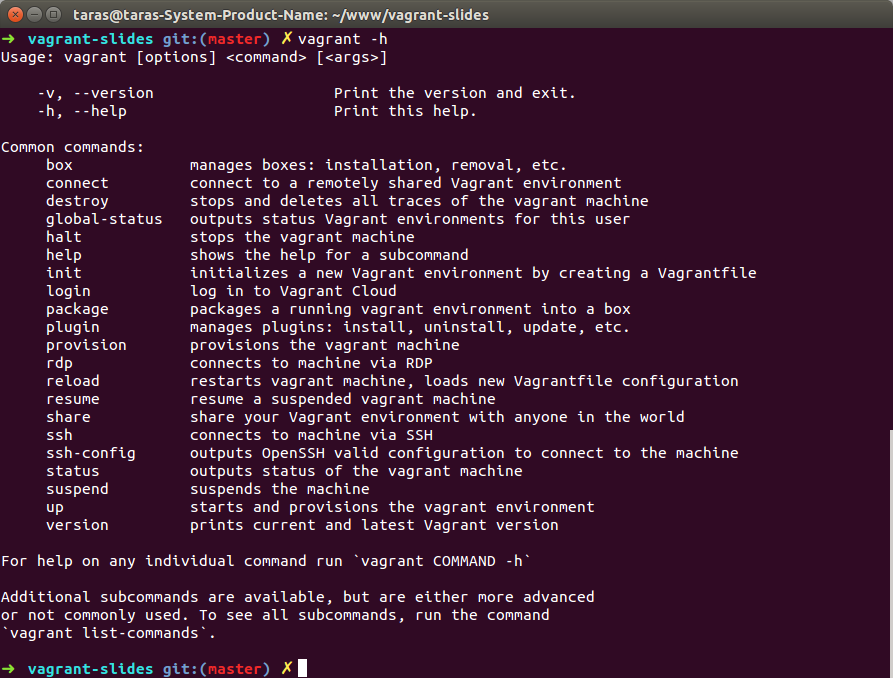 taras@taras-System-Product-Name: ~/www/vagrant-slides
➜ vagrant-slides git:(master) ✗ vagrant -h
Usage: vagrant [options] <command> [<args>]
-v, --version Print the version and exit.
-h, --help Print this help.
Common commands:
box manages boxes: installation, removal, etc.
connect connect to a remotely shared Vagrant environment
destroy stops and deletes all traces of the vagrant machine
global-status outputs status Vagrant environments for this user
halt stops the vagrant machine
help shows the help for a subcommand
init initializes a new Vagrant environment by creating a Vagrantfile
login log in to Vagrant Cloud
package packages a running vagrant environment into a box
plugin manages plugins: install, uninstall, update, etc.
provision provisions the vagrant machine
rdp connects to machine via RDP
reload restarts vagrant machine, loads new Vagrantfile configuration
resume resume a suspended vagrant machine
share share your Vagrant environment with anyone in the world
ssh connects to machine via SSH
ssh-config outputs OpenSSH valid configuration to connect to the machine
status outputs status of the vagrant machine
suspend suspends the machine
up starts and provisions the vagrant environment
version prints current and latest Vagrant version
For help on any individual command run `vagrant COMMAND -h`
Additional subcommands are available, but are either more advanced
or not commonly used. To see all subcommands, run the command
`vagrant list-commands`.
➜ vagrant-slides git:(master) ✗